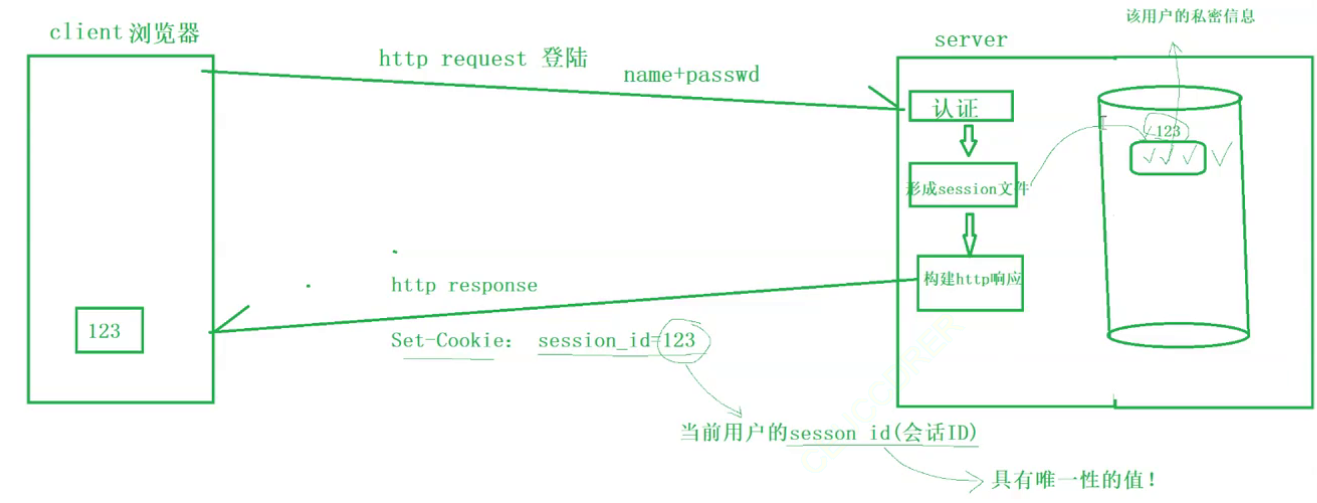 该用户的私密信息
client 浏览器
server
http request 登陆
name+passwd
认证
123
形成session文件
构建http响应
http response
123
Set-Cookie: session_id=123
当前用户的sesson id(会话ID)
具有唯一性的值!